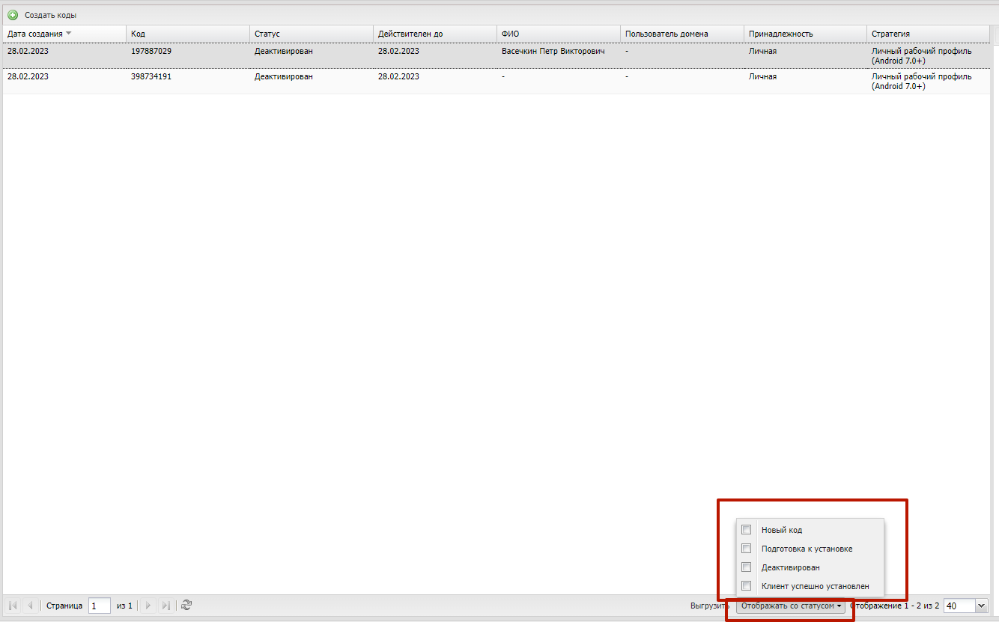 Создать коды
Дата создания Код Статус Действителен до ФИО Пользователь домена Принадлежность Стратегия
28.02.2023 197887029 Деактивирован 28.02.2023 Васечкин Петр Викторович - Личная Личный рабочий профиль
(Android 7.0+)
28.02.2023 398734191 Деактивирован 28.02.2023 - - Личная Личный рабочий профиль
(Android 7.0+)
Новый код
Подготовка к установке
Деактивирован
Клиент успешно установлен
Страница 1 из 1 Выгрузить Отображать со статусом Отображение 1 - 2 из 2 40